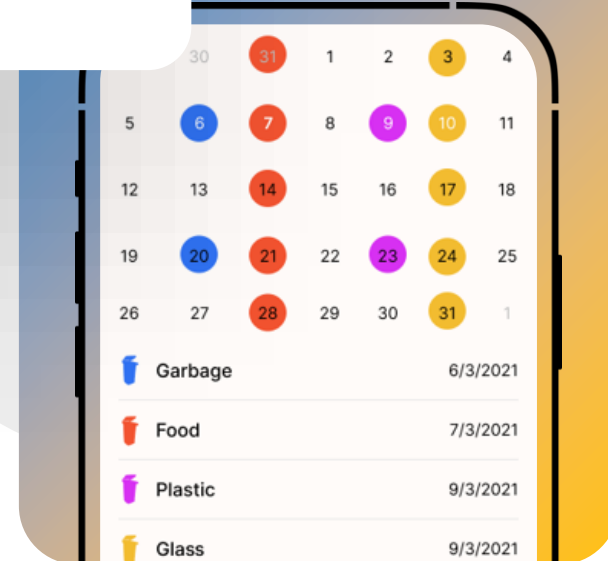 30 31 1 2 3 4
5 6 7 8 9 10 11
12 13 14 15 16 17 18
19 20 21 22 23 24 25
26 27 28 29 30 31 1
Garbage 6/3/2021
Food 7/3/2021
Plastic 9/3/2021
Glass 9/3/2021